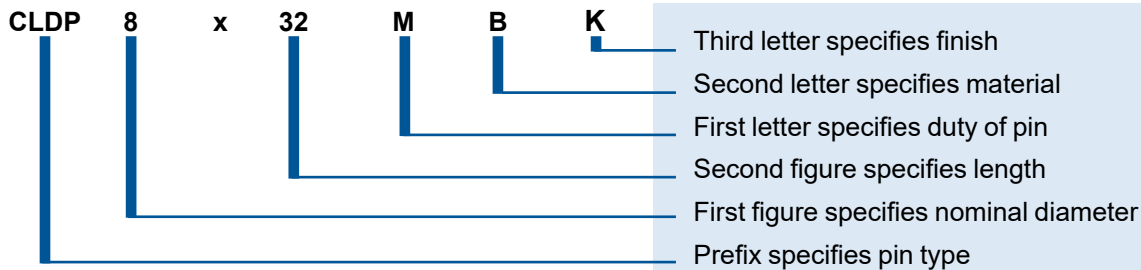 CLDP 8 x 32 M B K
Third letter specifies finish
Second letter specifies material
First letter specifies duty of pin
Second figure specifies length
First figure specifies nominal diameter
Prefix specifies pin type